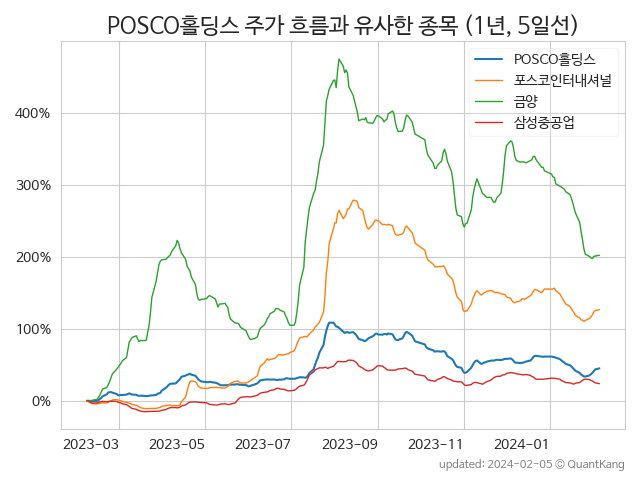 POSCO홀딩스 주가 흐름과 유사한 종목 (1년, 5일선)
POSCO홀딩스
포스코인터내셔널
금양
삼성중공업
400%
300%
200%
100%
0%
2023-03 2023-05 2023-07 2023-09 2023-11 2024-01
updated: 2024-02-05 © QuantKang